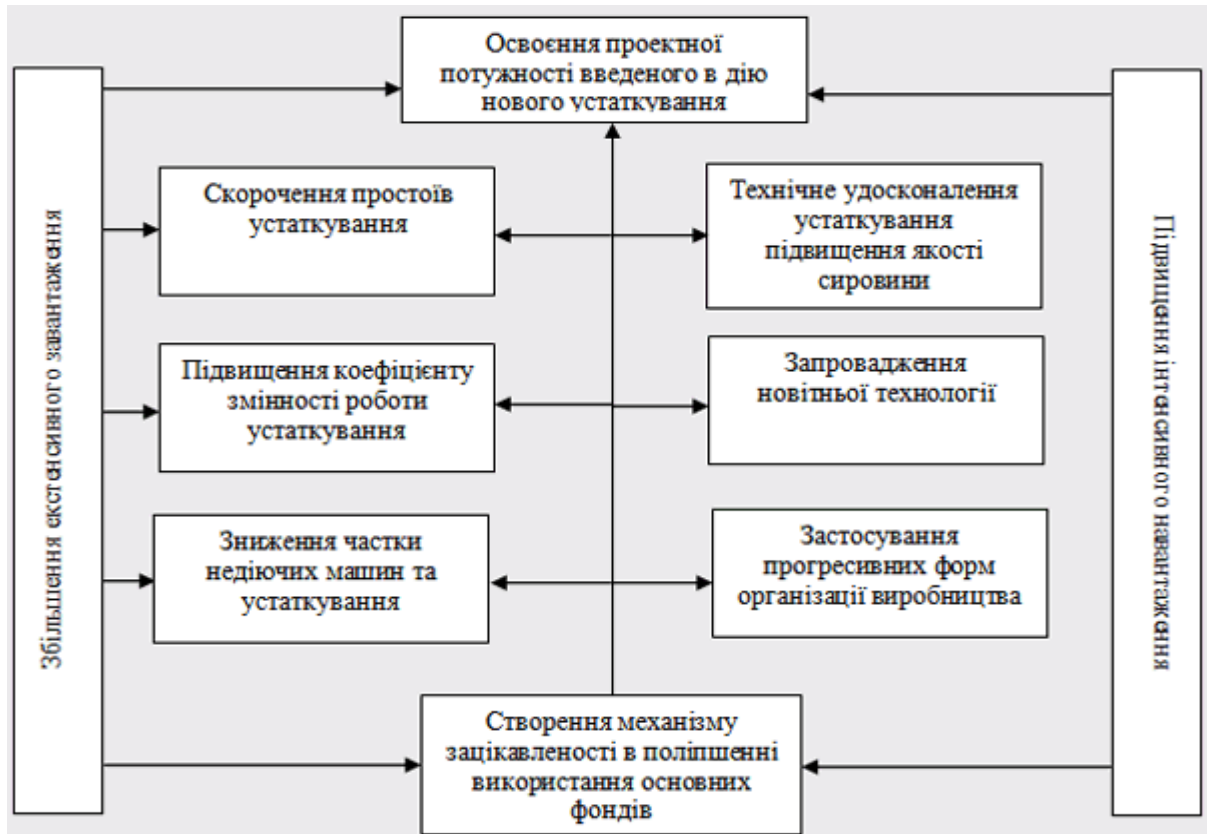 Освоєння проектної
потужності введеного в дію
нового устаткування
Збільшення екстенсивного завантаження
Скорочення простоїв
устаткування
Технічне удосконалення
устаткування
підвищення якості
сировини
Підвищення інтенсивного навантаження
Підвищення коефіцієнту
змінності роботи
устаткування
Запровадження
новітньої технології
Зниження частки
недіючих машин та
устаткування
Застосування
прогресивних форм
організації виробництва
Створення механізму
зацікавленості в поліпшенні
використання основних
фондів